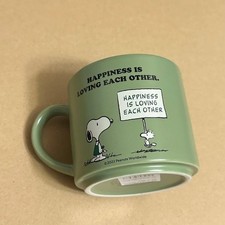 HAPPINESS IS
LOVING EACH OTHER.
HAPPINESS
IS LOVING
EACH OTHER